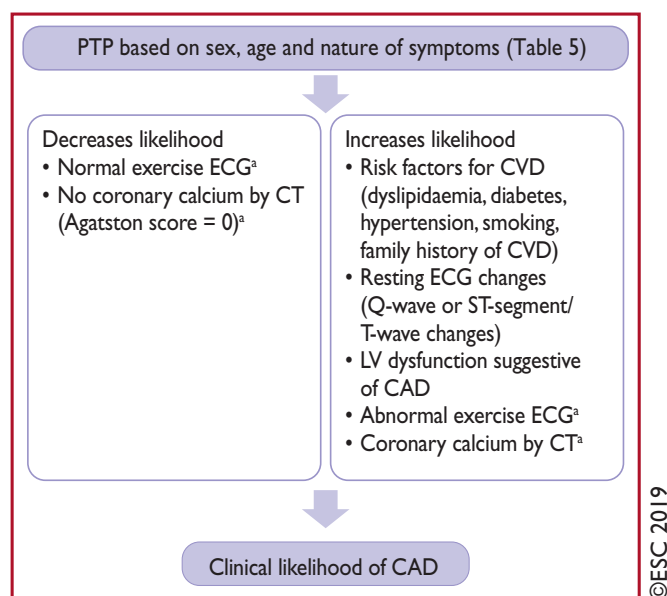 PTP based on sex, age and nature of symptoms (Table 5)
Decreases likelihood
• Normal exercise ECGᵃ
• No coronary calcium by CT
(Agatston score = 0)ᵃ
Increases likelihood
• Risk factors for CVD
(dyslipidaemia, diabetes,
hypertension, smoking,
family history of CVD)
• Resting ECG changes
(Q-wave or ST-segment/
T-wave changes)
• LV dysfunction suggestive
of CAD
• Abnormal exercise ECGᵃ
• Coronary calcium by CTᵃ
Clinical likelihood of CAD
©ESC 2019